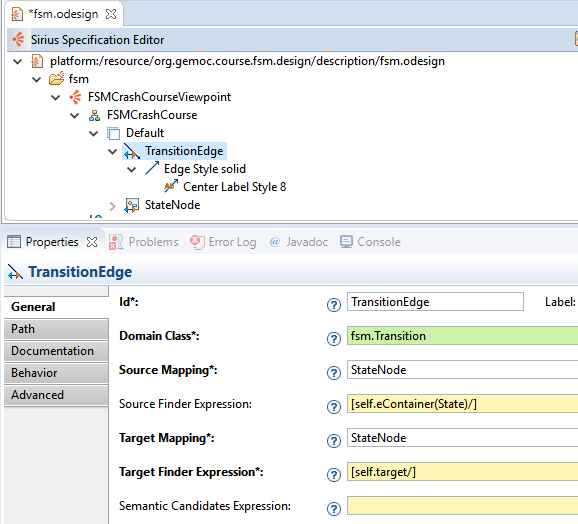 *fsm.odesign
Sirius Specification Editor
platform:/resource/org.gemoc.course.fsm.design/description/fsm.odesign
fsm
FSMCrashCourseViewpoint
FSMCrashCourse
Default
TransitionEdge
Edge Style solid
Center Label Style 8
StateNode
Properties Problems Error Log @ Javadoc Console
TransitionEdge
General
Path
Documentation
Behavior
Advanced
Id*: ? TransitionEdge Label:
Domain Class*: ? fsm.Transition
Source Mapping*: ? StateNode
Source Finder Expression: ? [self.eContainer(State)/]
Target Mapping*: ? StateNode
Target Finder Expression*: ? [self.target/]
Semantic Candidates Expression: ?